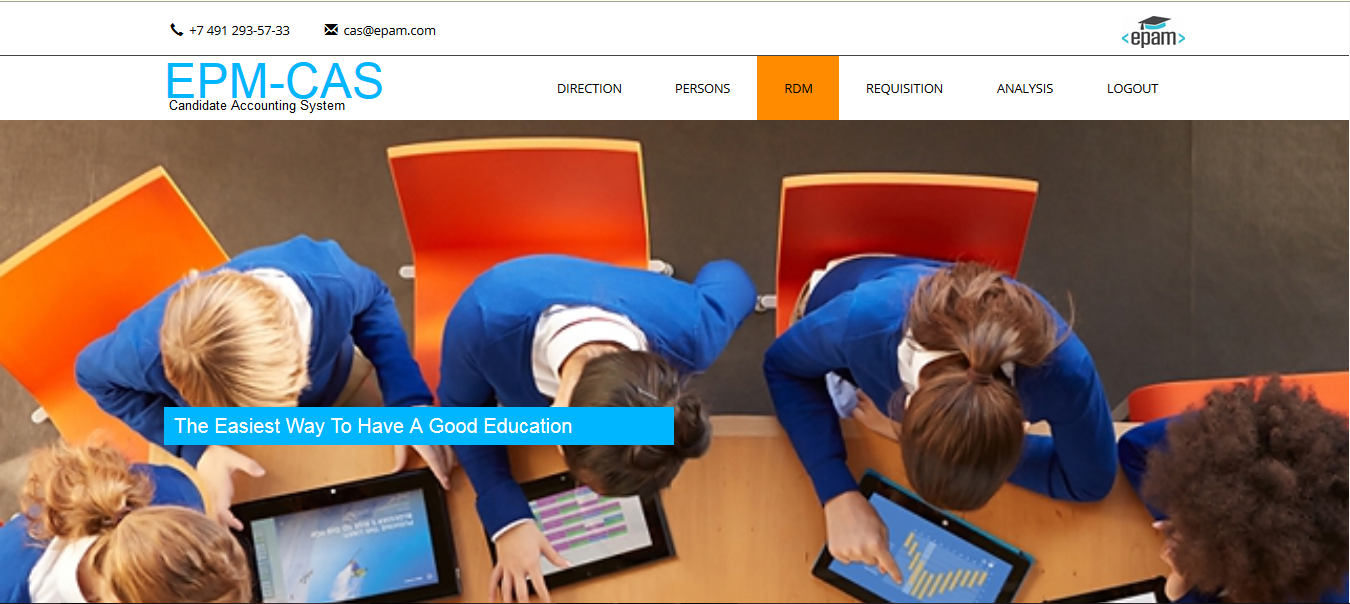 +7 491 293-57-33 cas@epam.com <epam>
EPM-CAS
Candidate Accounting System
DIRECTION PERSONS RDM REQUISITION ANALYSIS LOGOUT
The Easiest Way To Have A Good Education